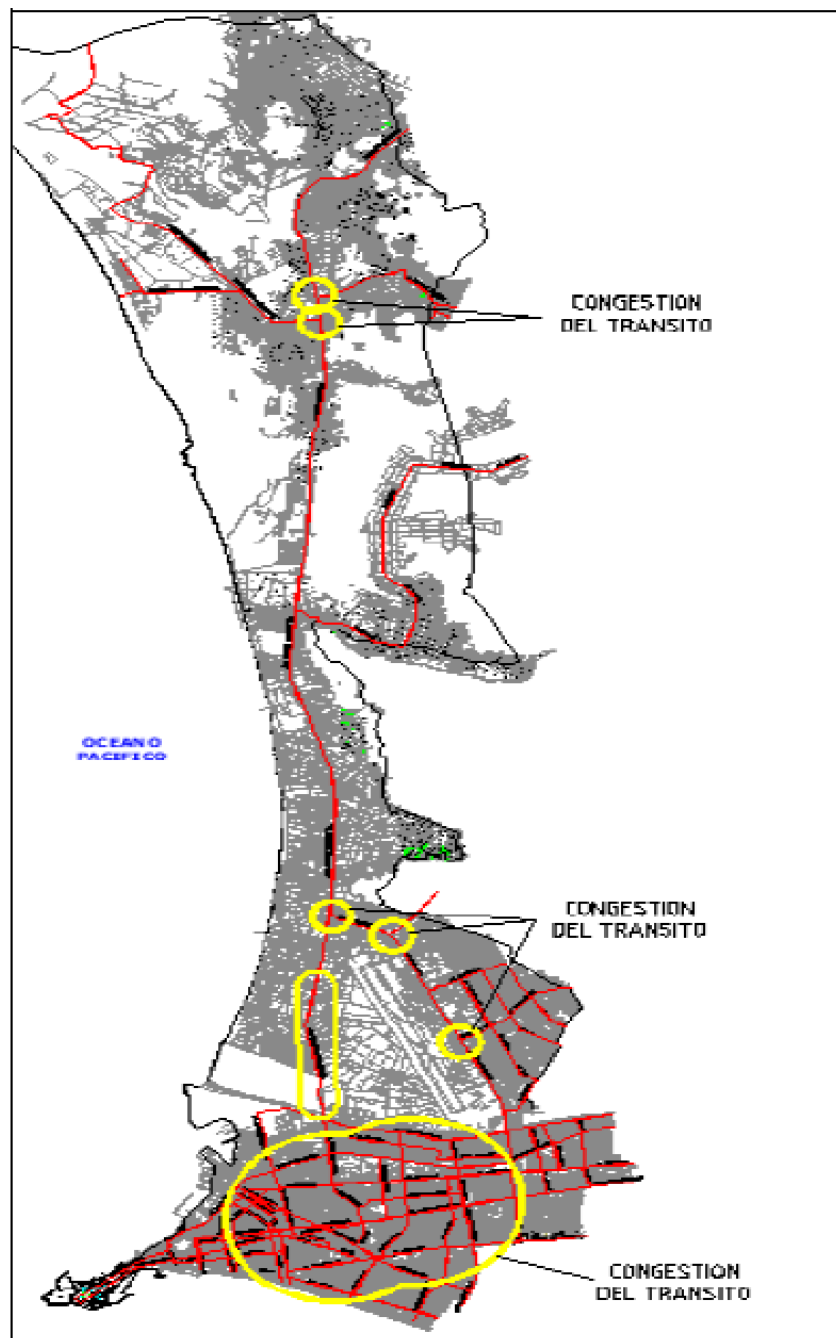 CONGESTION
DEL TRANSITO
OCEANO
PACIFICO
CONGESTION
DEL TRANSITO
CONGESTION
DEL TRANSITO